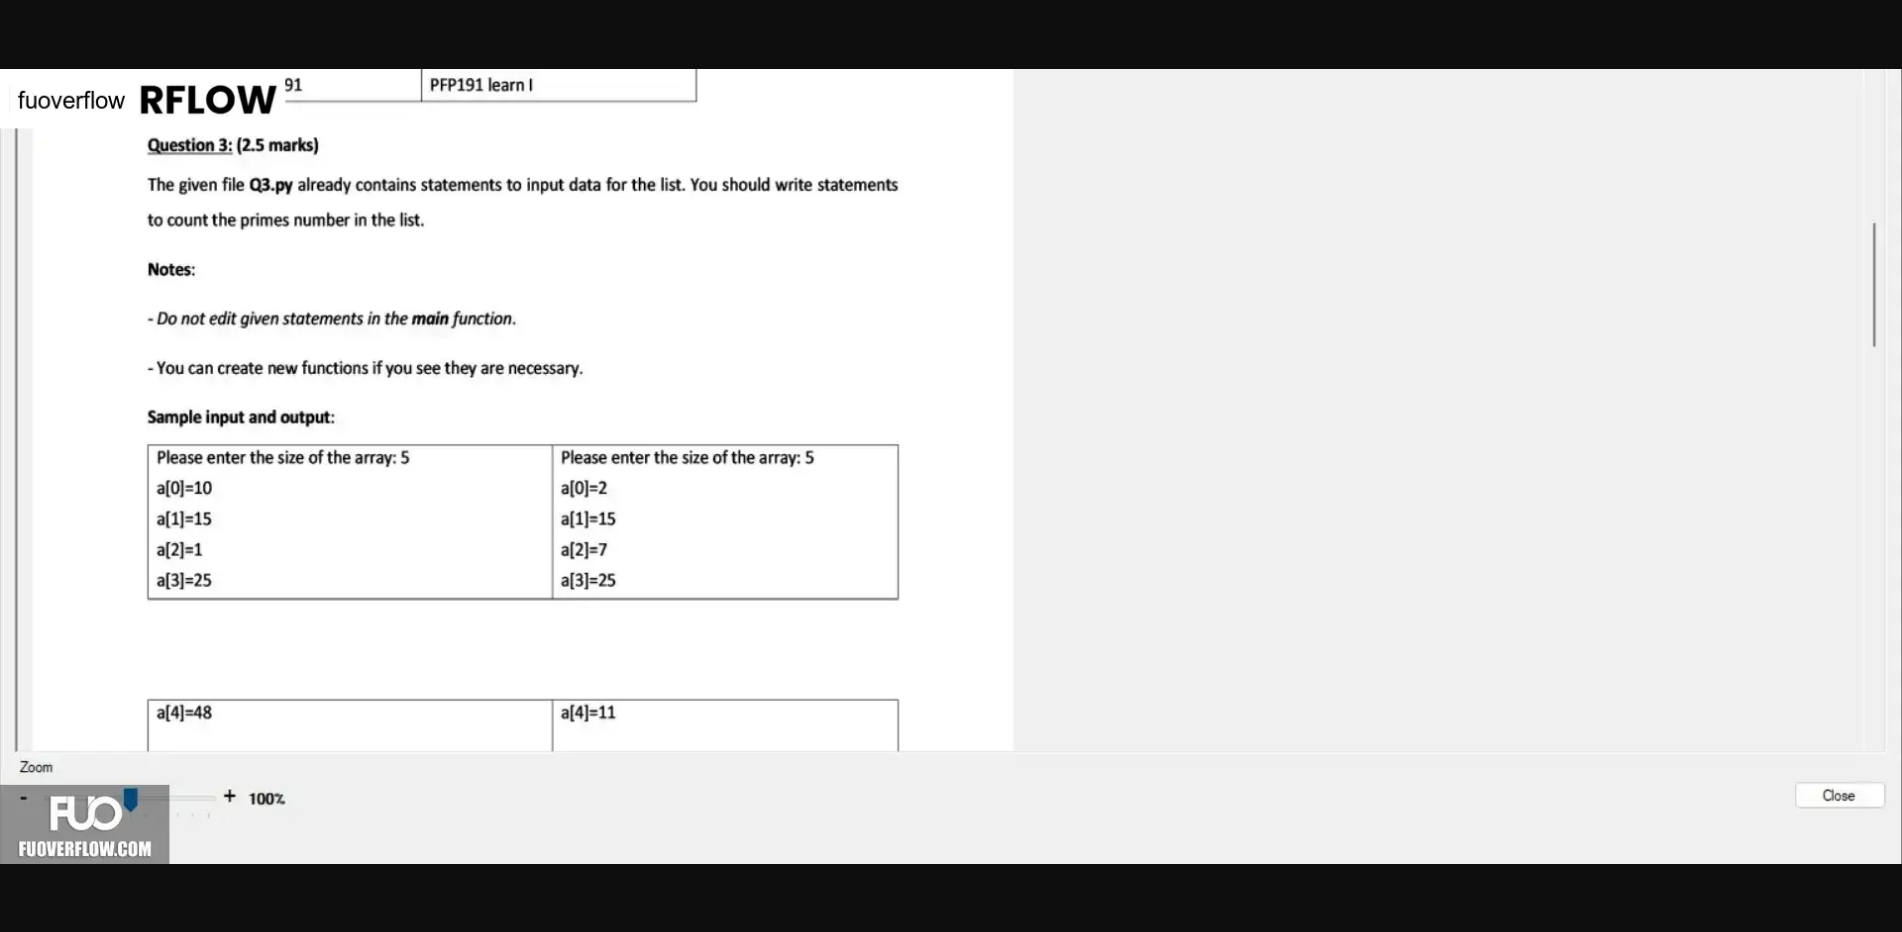 fuoverflow RFLOW 91 PFP191 learn I
Question 3: (2.5 marks)
The given file Q3.py already contains statements to input data for the list. You should write statements
to count the primes number in the list.
Notes:
- Do not edit given statements in the main function.
- You can create new functions if you see they are necessary.
Sample input and output:
Please enter the size of the array: 5
a[0]=10
a[1]=15
a[2]=1
a[3]=25
Please enter the size of the array: 5
a[0]=2
a[1]=15
a[2]=7
a[3]=25
a[4]=48
a[4]=11
Zoom
- + 100%
Close
FUO
FUOVERFLOW.COM